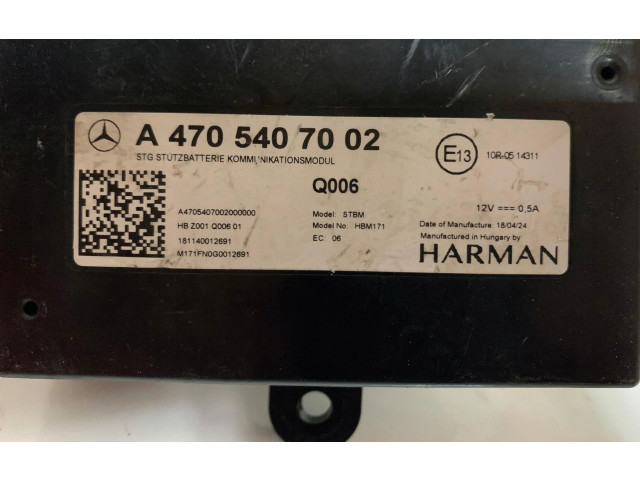 A 470 540 70 02
STG STÜTZBATTERIE KOMMUNIKATIONSMODUL
E13
10R-05 14311
Q006
A4705407002000000
HB Z001 Q006 01
181140012691
M171FN0G0012691
Model: STBM
Model No: HBM171
EC: 06
12V 0,5A
Date of Manufacture: 18/04/24
Manufactured in Hungary by
HARMAN